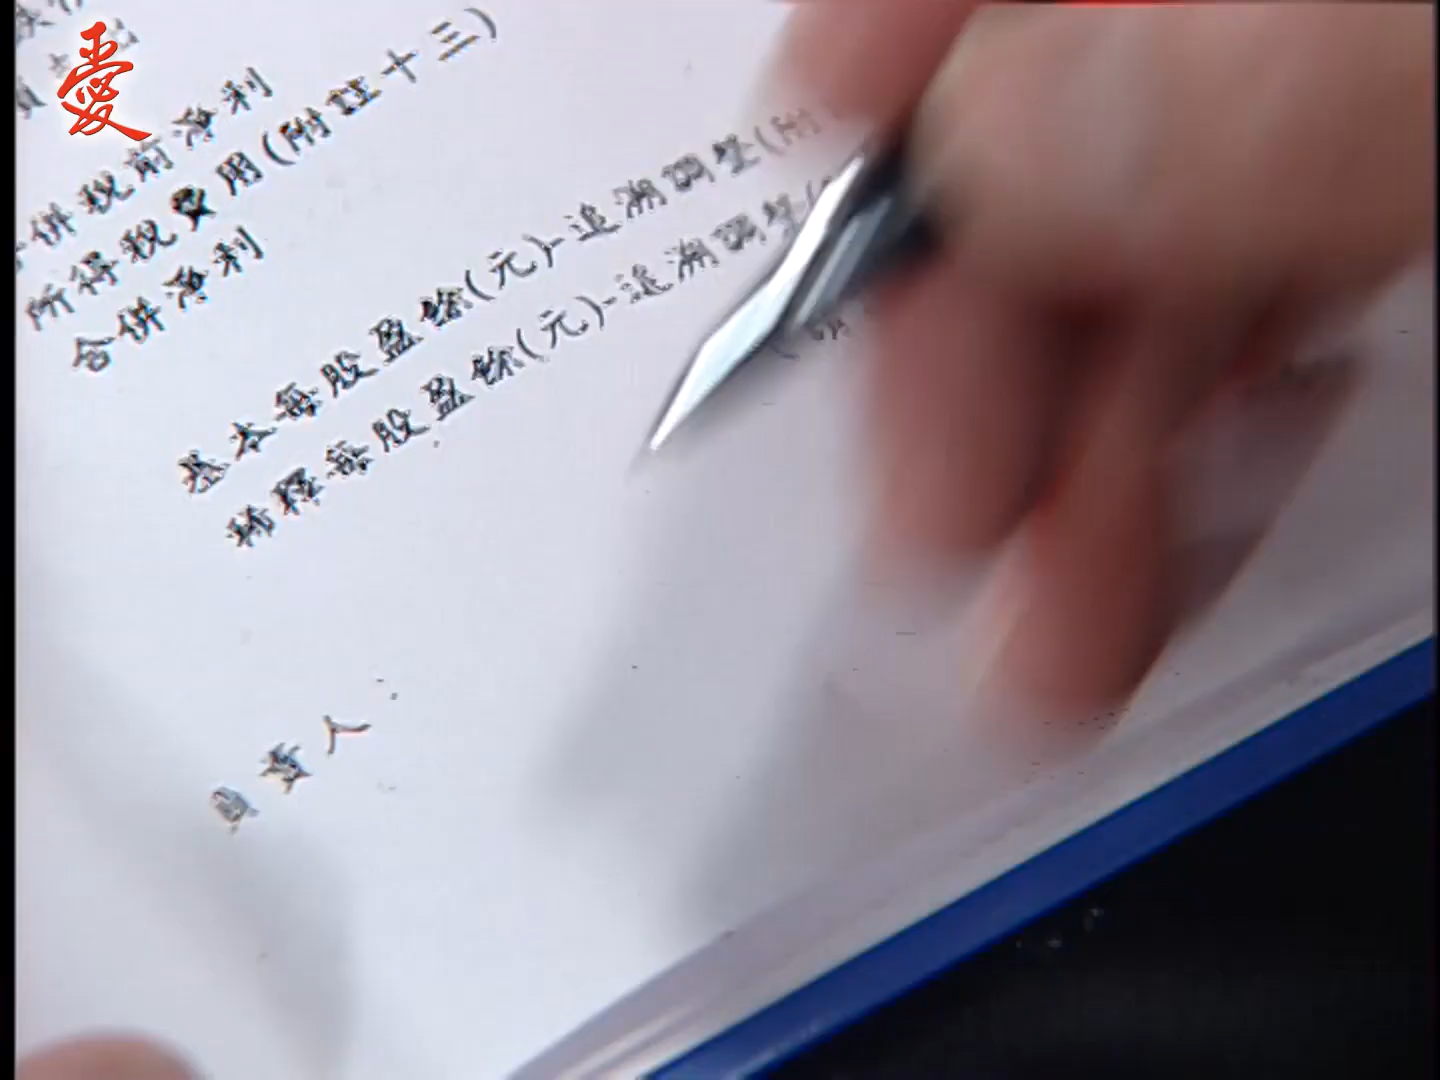 愛
合併稅前淨利
所得稅費用(附註十三)
合併淨利
基本每股盈餘(元)-追溯調整(附
稀釋每股盈餘(元)-追溯調整(
負責人